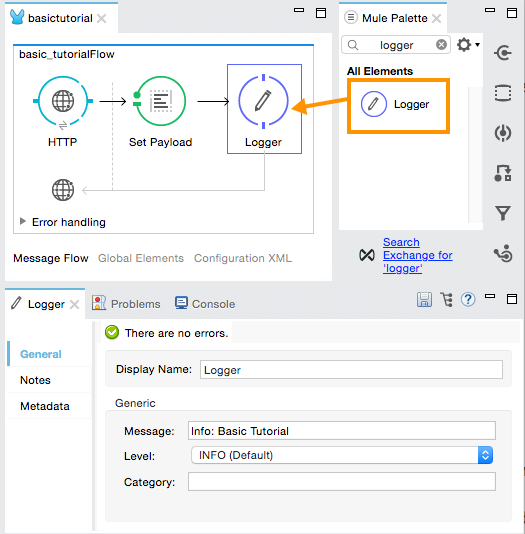 basictutorial
Mule Palette
logger
basic_tutorialFlow
All Elements
Logger
HTTP
Set Payload
Logger
Error handling
Search
Exchange for
'logger'
Message Flow Global Elements Configuration XML
Logger Problems Console
There are no errors.
General
Notes
Metadata
Display Name: Logger
Generic
Message: Info: Basic Tutorial
Level: INFO (Default)
Category: